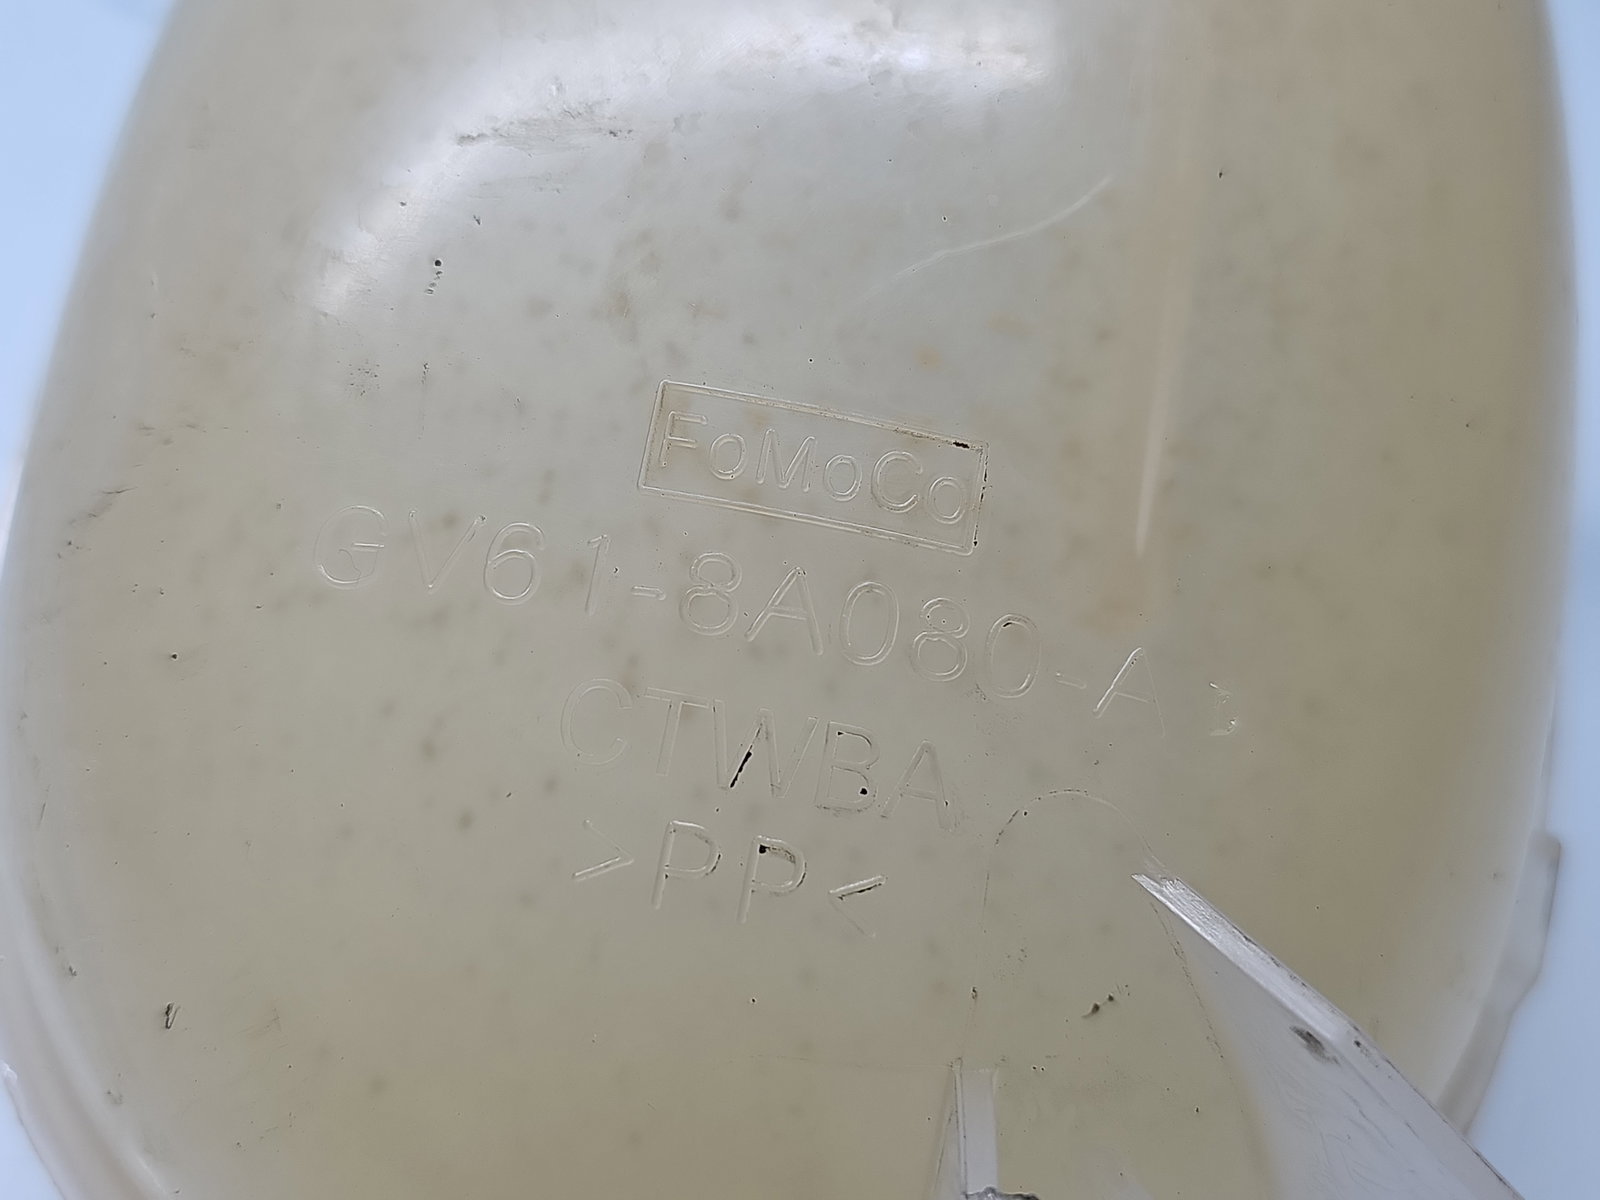 FoMoCo
GV61-8A080-A
CTWBA
>PP<